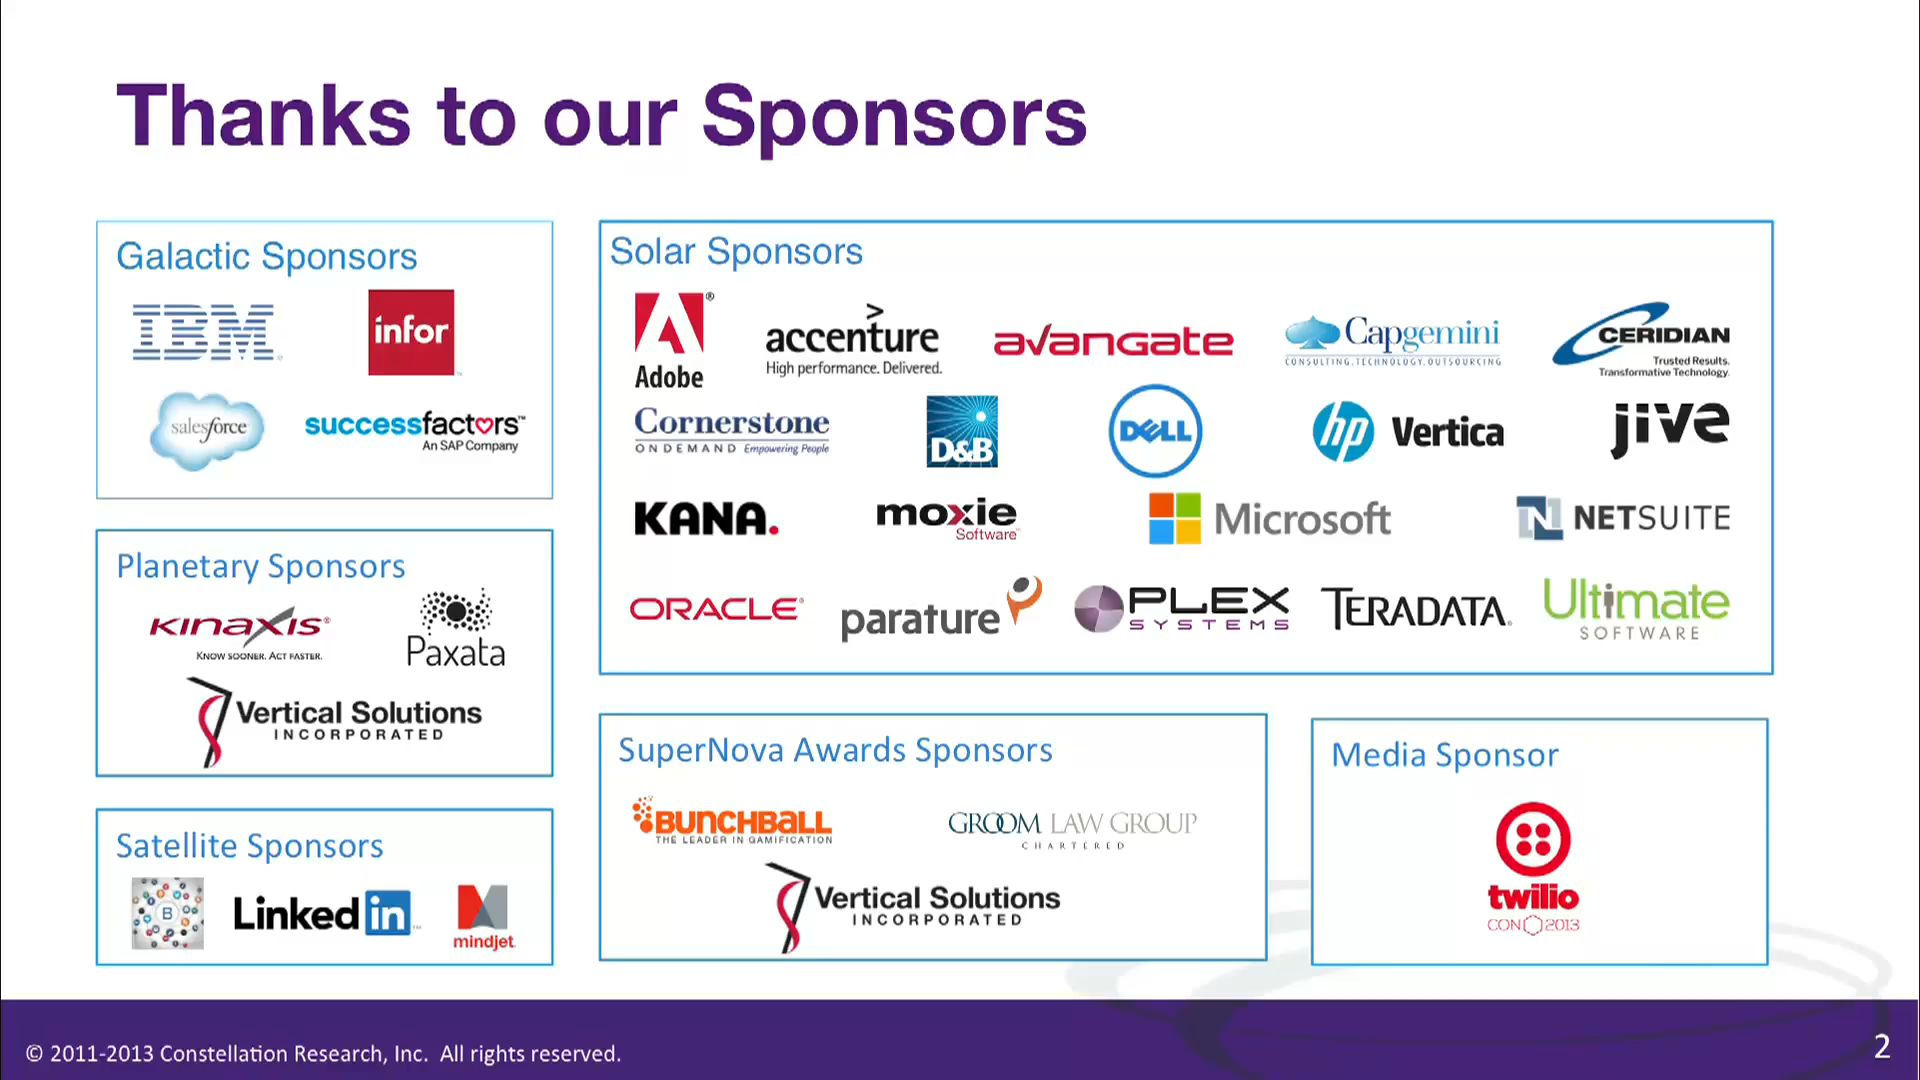 Thanks to our Sponsors
Galactic Sponsors
IBM
infor
salesforce
successfactors™
An SAP Company
Planetary Sponsors
kinaxis®
KNOW SOONER. ACT FASTER.
Paxata
Vertical Solutions
INCORPORATED
Satellite Sponsors
B
Linked in
mindjet
Solar Sponsors
Adobe
accenture
High performance. Delivered.
avangate
Capgemini
CONSULTING.TECHNOLOGY.OUTSOURCING
CERIDIAN
Trusted Results.
Transformative Technology.
Cornerstone
ONDEMAND Empowering People
D&B
DELL
hp Vertica
jive
KANA.
moxie
Software
Microsoft
N NETSUITE
ORACLE®
parature
PLEX
SYSTEMS
TERADATA
Ultimate
SOFTWARE
SuperNova Awards Sponsors
BUNCHBALL
THE LEADER IN GAMIFICATION
GROOM LAW GROUP
CHARTERED
Vertical Solutions
INCORPORATED
Media Sponsor
twilio
CON 2013
© 2011-2013 Constellation Research, Inc. All rights reserved.
2